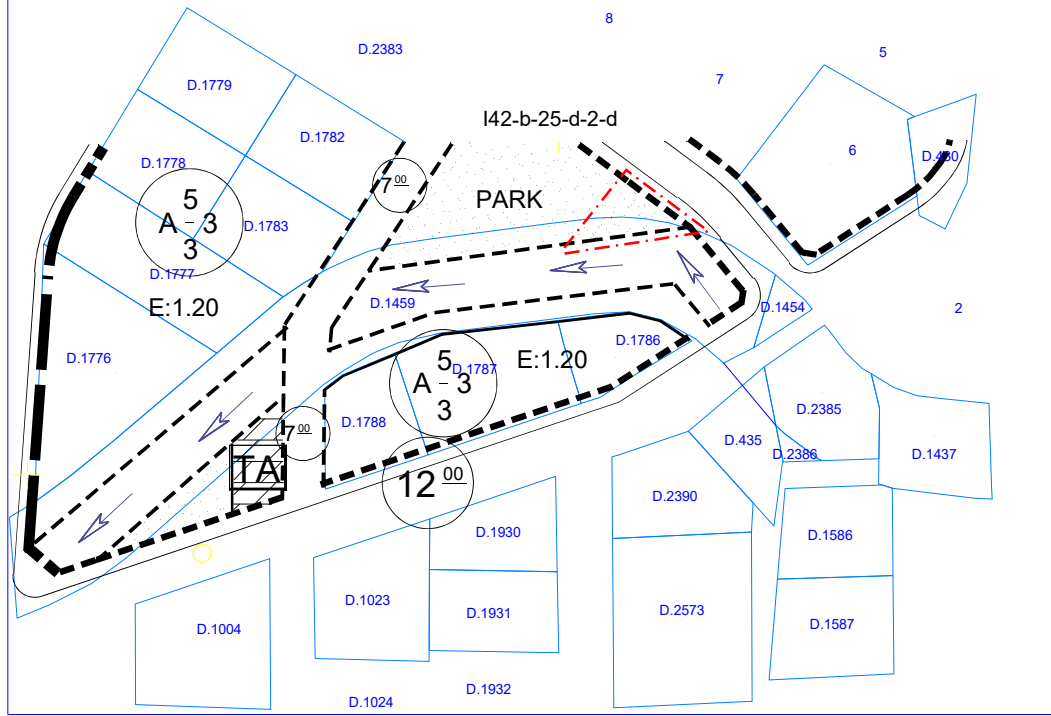 8
D.2383
5
7
D.1779
I42-b-25-d-2-d
D.1782
6
D.1778
D.430
7 00
PARK
5
A - 3
3
D.1783
D.1777
E:1.20
D.1459
D.1454
2
D.1776
D.1786
E:1.20
5
A - 3
3
D.1787
D.2385
D.1788
7 00
D.435
D.2386
D.1437
TA
12 00
D.2390
D.1930
D.1586
D.1023
D.1931
D.2573
D.1587
D.1004
D.1932
D.1024